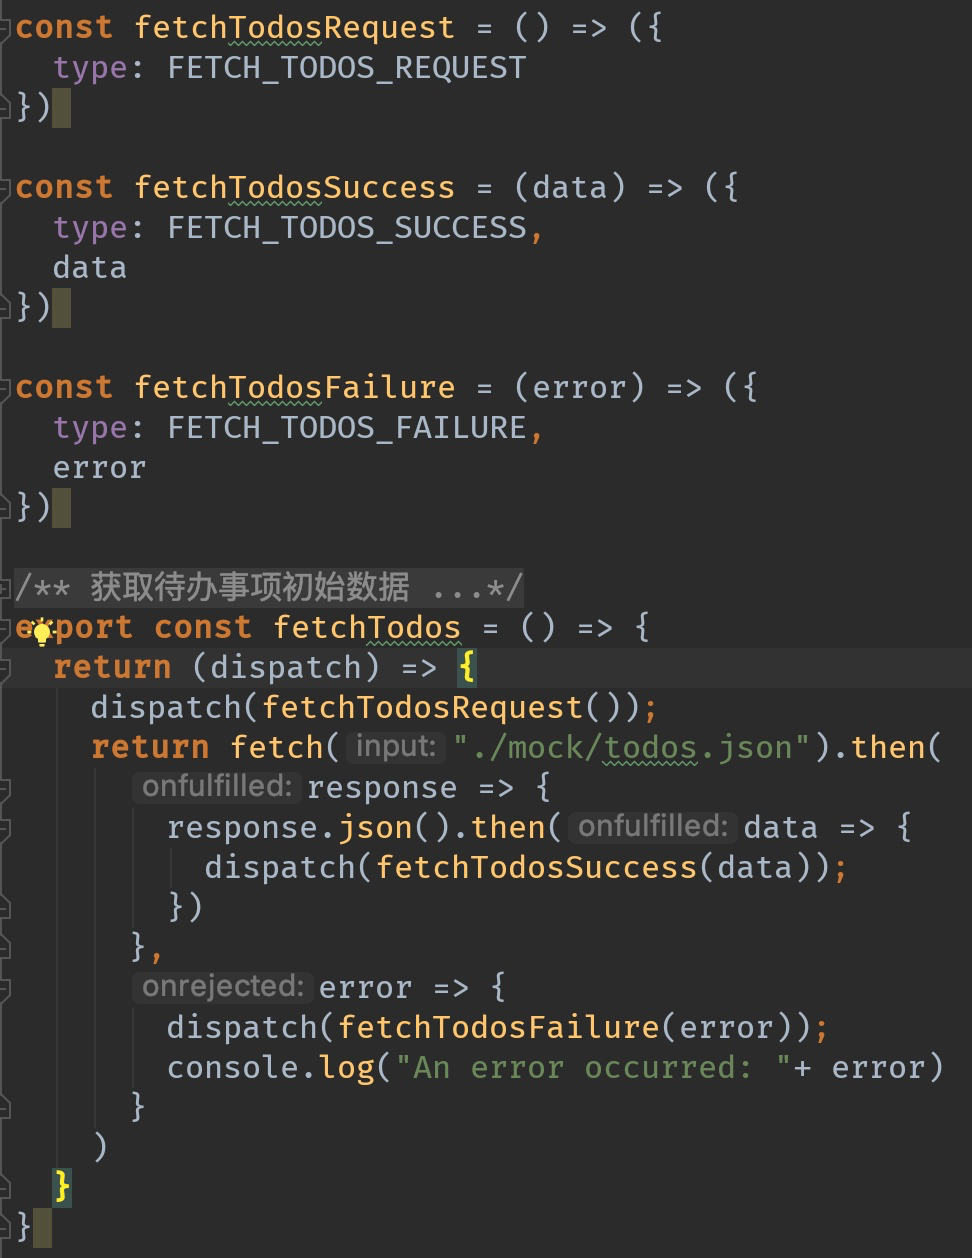 const fetchTodosRequest = () => ({
  type: FETCH_TODOS_REQUEST
})
const fetchTodosSuccess = (data) => ({
  type: FETCH_TODOS_SUCCESS,
  data
})
const fetchTodosFailure = (error) => ({
  type: FETCH_TODOS_FAILURE,
  error
})
/** 获取待办事项初始数据 ...*/
export const fetchTodos = () => {
  return (dispatch) => {
    dispatch(fetchTodosRequest());
    return fetch( input: "./mock/todos.json").then(
      onfulfilled: response => {
        response.json().then( onfulfilled: data => {
          dispatch(fetchTodosSuccess(data));
        })
      },
      onrejected: error => {
        dispatch(fetchTodosFailure(error));
        console.log("An error occurred: "+ error)
      }
    )
  }
}